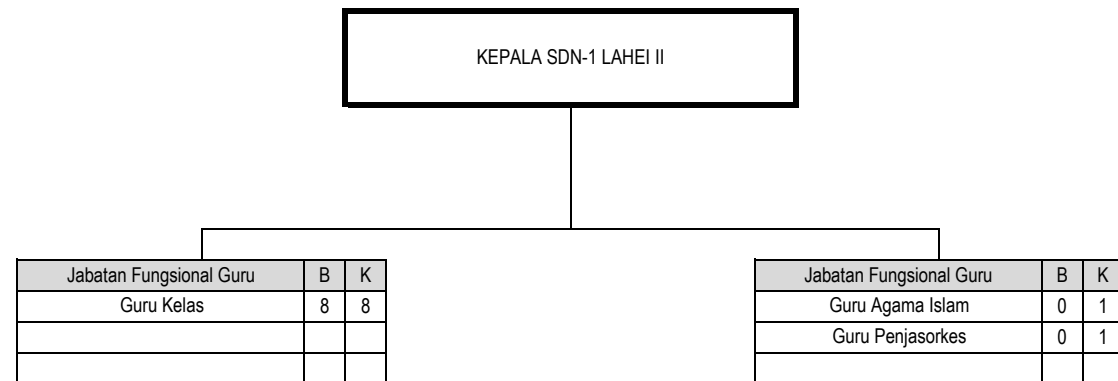 KEPALA SDN-1 LAHEI II
Jabatan Fungsional Guru B K
Guru Kelas 8 8
Jabatan Fungsional Guru B K
Guru Agama Islam 0 1
Guru Penjasorkes 0 1